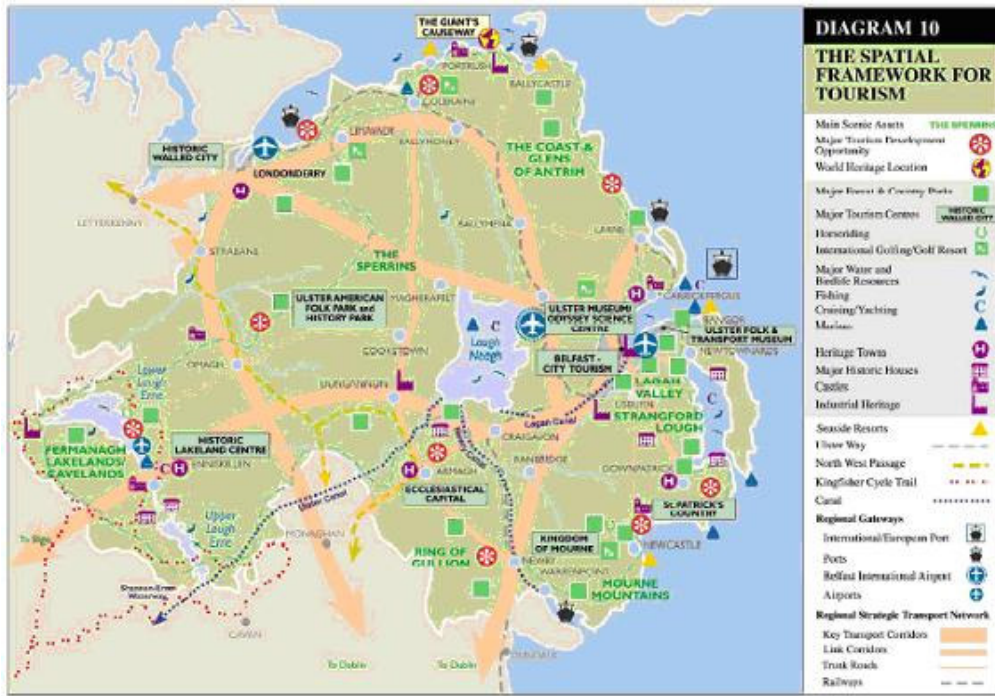 THE GIANT'S
CAUSEWAY
PORTRUSH
BALLYCASTLE
COLERAINE
LIMAVADY
BALLYMONEY
HISTORIC
WALLED CITY
LONDONDERRY
THE COAST &
GLENS
OF ANTRIM
LETTERKENNY
STRABANE
BALLYMENA
LARNE
THE
SPERRINS
MAGHERAFELT
ULSTER AMERICAN
FOLK PARK and
HISTORY PARK
ULSTER MUSEUM/
ODYSSEY SCIENCE
CENTRE
CARRICKFERGUS
BANGOR
ULSTER FOLK &
TRANSPORT MUSEUM
NEWTOWNARDS
COOKSTOWN
Lough
Neagh
BELFAST -
CITY TOURISM
OMAGH
DUNGANNON
LAGAN
VALLEY
LISBURN
STRANGFORD
LOUGH
Lagan Canal
Lower
Lough
Erne
CRAIGAVON
FERMANAGH
LAKELANDS/
CAVELANDS
HISTORIC
LAKELAND CENTRE
ENNISKILLEN
ARMAGH
BANBRIDGE
DOWNPATRICK
ECCLESIASTICAL
CAPITAL
Newry Canal
St.PATRICK'S
COUNTRY
Ulster Canal
Upper
Lough
Erne
MONAGHAN
To Sligo
RING OF
GULLION
KINGDOM
OF MOURNE
NEWCASTLE
NEWRY
WARRENPOINT
MOURNE
MOUNTAINS
Shannon-Erne
Waterway
CAVAN
To Dublin
To Dublin
DUNDALK
DIAGRAM 10
THE SPATIAL
FRAMEWORK FOR
TOURISM
Main Scenic Assets THE SPERRINS
Major Tourism Development
Opportunity
World Heritage Location
Major Forest & Country Parks
Major Tourism Centres HISTORIC
WALLED CITY
Horseriding
International Golfing/Golf Resort
Major Water and
Birdlife Resources
Fishing
Cruising/Yachting C
Marinas
Heritage Towns H
Major Historic Houses
Castles
Industrial Heritage
Seaside Resorts
Ulster Way
North West Passage
Kingfisher Cycle Trail
Canal
Regional Gateways
International/European Port
Ports
Belfast International Airport
Airports
Regional Strategic Transport Network
Key Transport Corridors
Link Corridors
Trunk Roads
Railways